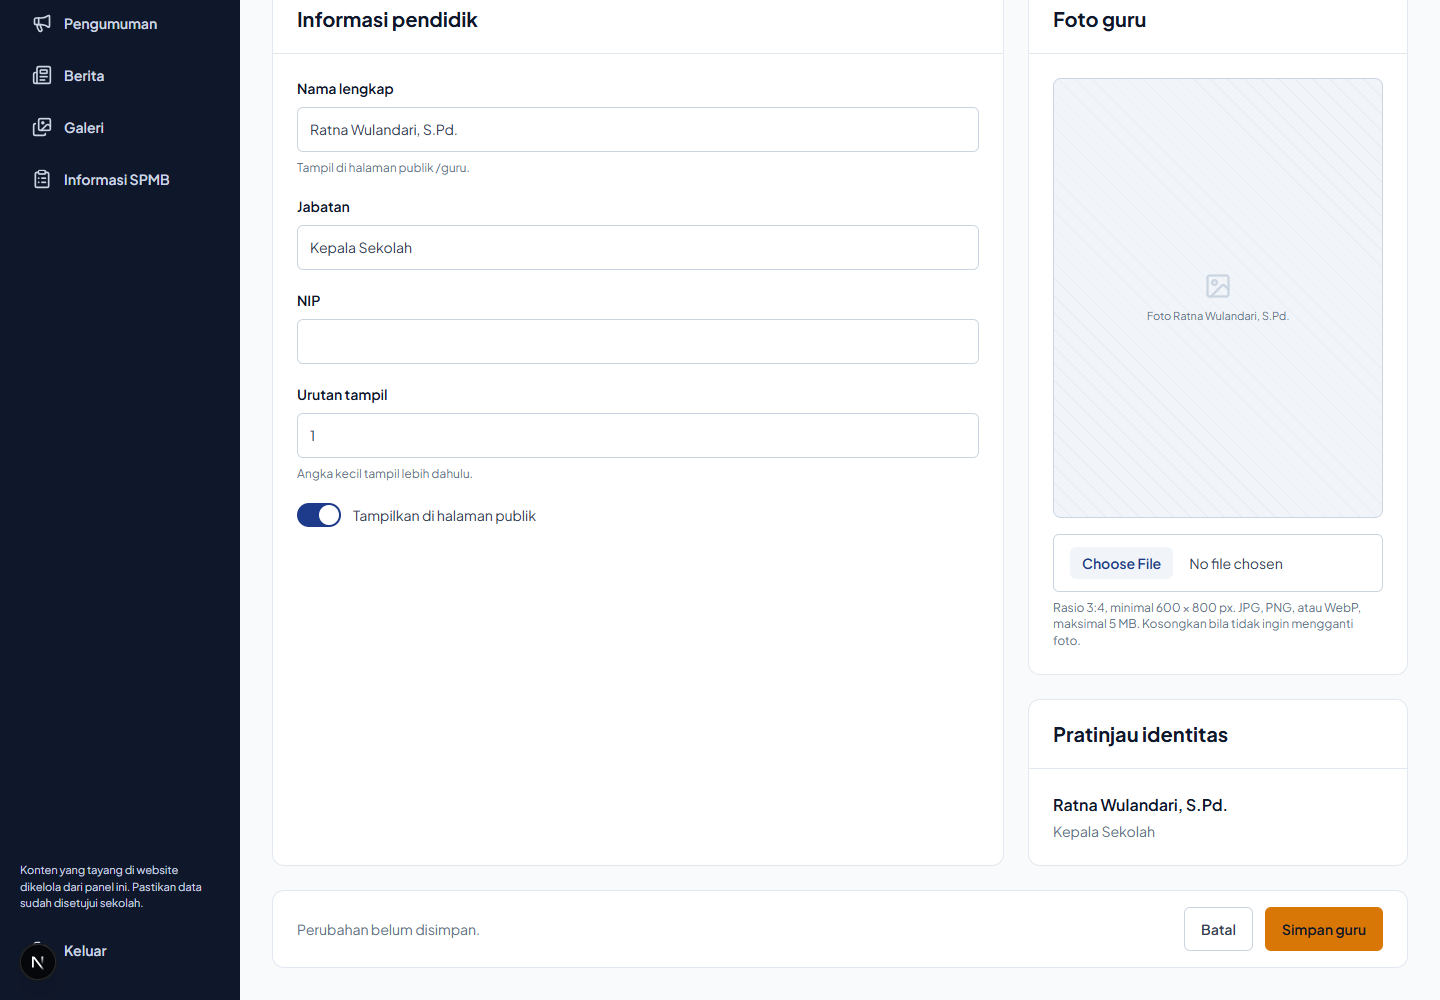 Pengumuman
Berita
Galeri
Informasi SPMB
Konten yang tayang di website
dikelola dari panel ini. Pastikan data
sudah disetujui sekolah.
Keluar
N
Informasi pendidik
Nama lengkap
Ratna Wulandari, S.Pd.
Tampil di halaman publik /guru.
Jabatan
Kepala Sekolah
NIP
Urutan tampil
1
Angka kecil tampil lebih dahulu.
Tampilkan di halaman publik
Foto guru
Foto Ratna Wulandari, S.Pd.
Choose File No file chosen
Rasio 3:4, minimal 600 × 800 px. JPG, PNG, atau WebP,
maksimal 5 MB. Kosongkan bila tidak ingin mengganti
foto.
Pratinjau identitas
Ratna Wulandari, S.Pd.
Kepala Sekolah
Perubahan belum disimpan.
Batal
Simpan guru